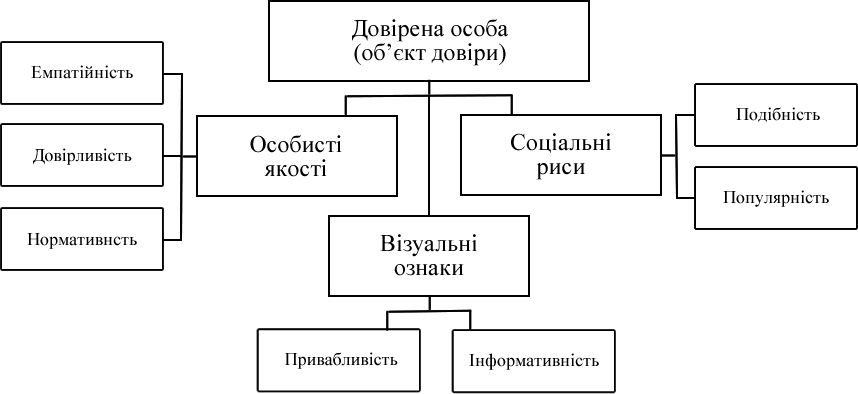 Довірена особа
(об’єкт довіри)
Емпатійність
Довірливість
Нормативнсть
Особисті
якості
Соціальні
риси
Подібність
Популярність
Візуальні
ознаки
Привабливість
Інформативність